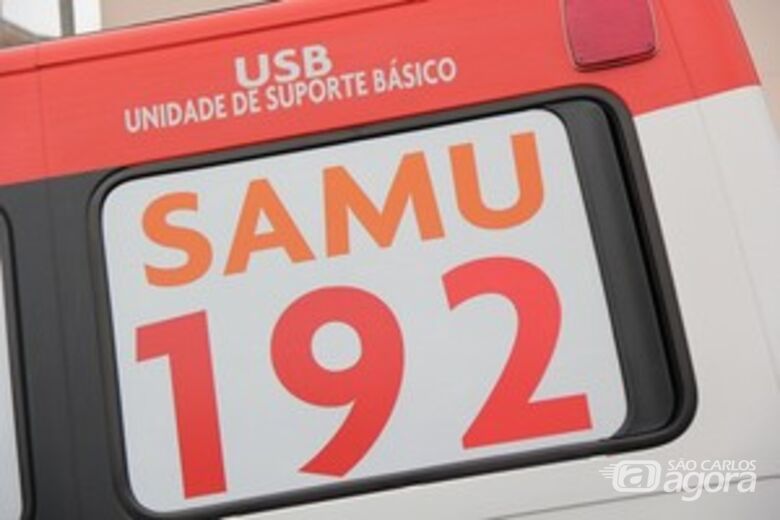 USB
UNIDADE DE SUPORTE BÁSICO
SAMU
192
SÃO CARLOS
agora